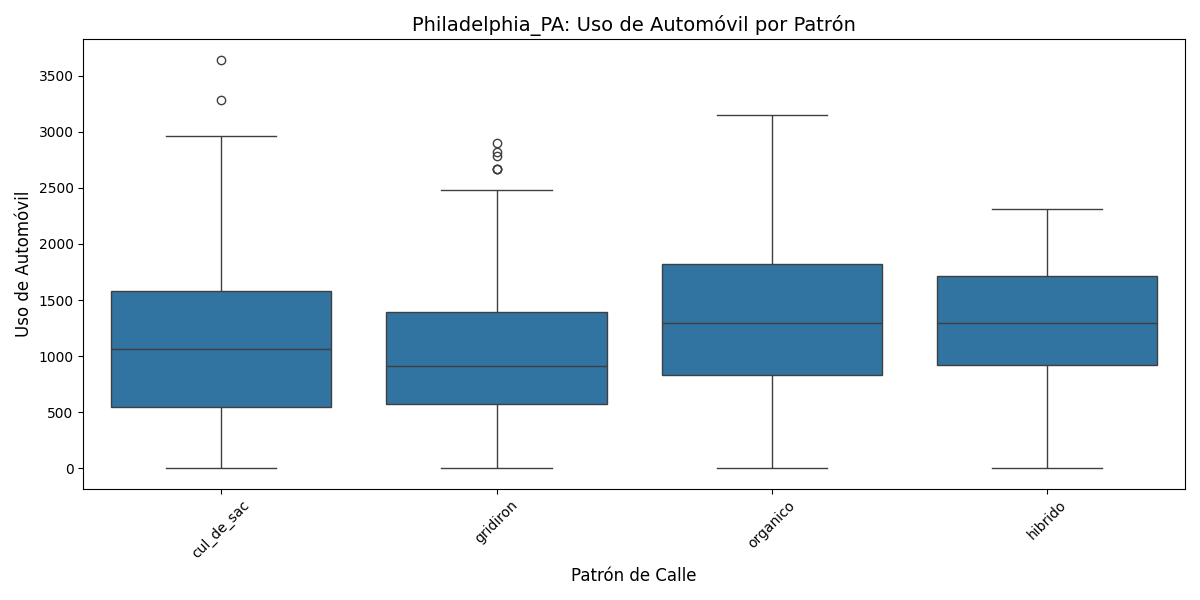 Philadelphia_PA: Uso de Automóvil por Patrón
Uso de Automóvil
3500
3000
2500
2000
1500
1000
500
0
cul_de_sac
gridiron
organico
hibrido
Patrón de Calle